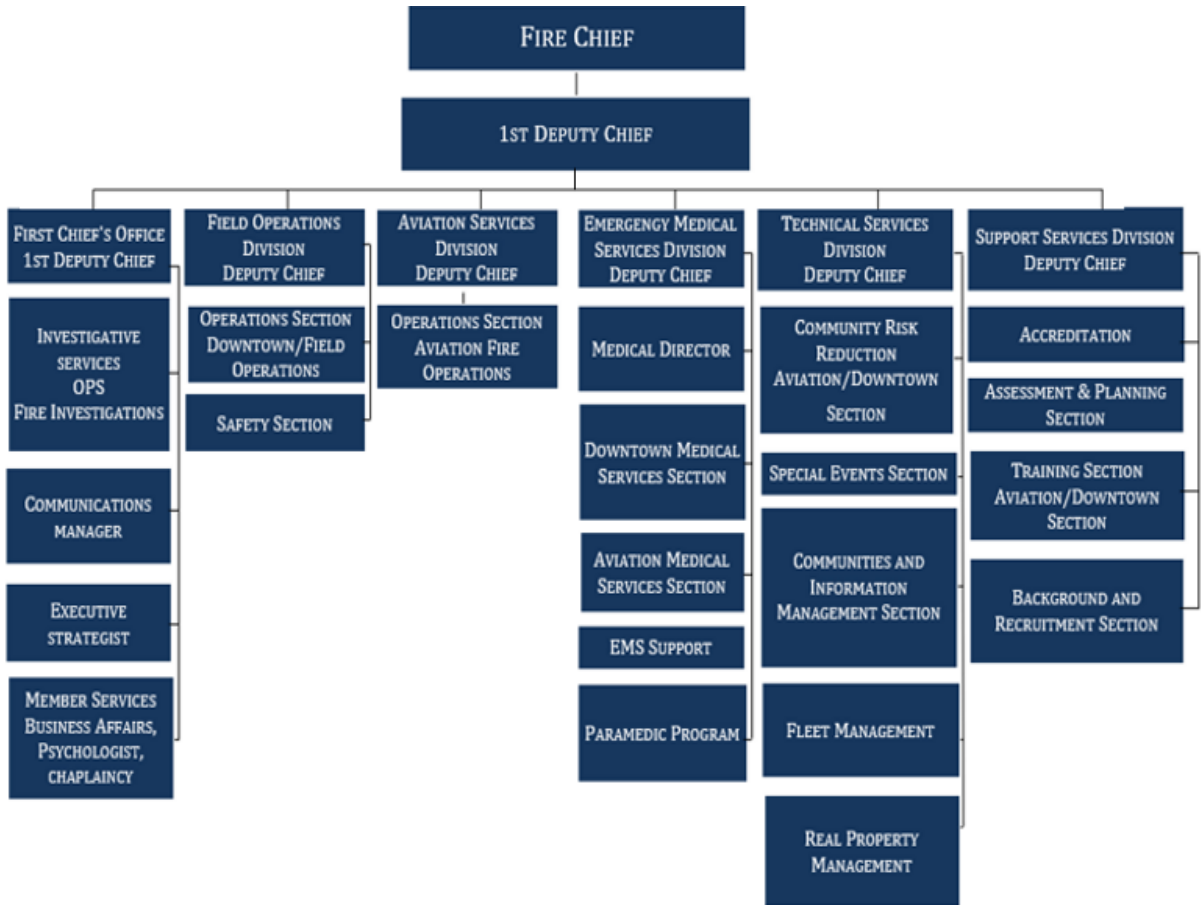 FIRE CHIEF
1ST DEPUTY CHIEF
FIRST CHIEF'S OFFICE
1ST DEPUTY CHIEF
INVESTIGATIVE
SERVICES
OPS
FIRE INVESTIGATIONS
COMMUNICATIONS
MANAGER
EXECUTIVE
STRATEGIST
MEMBER SERVICES
BUSINESS AFFAIRS,
PSYCHOLOGIST,
CHAPLAINCY
FIELD OPERATIONS
DIVISION
DEPUTY CHIEF
OPERATIONS SECTION
DOWNTOWN/FIELD
OPERATIONS
SAFETY SECTION
AVIATION SERVICES
DIVISION
DEPUTY CHIEF
OPERATIONS SECTION
AVIATION FIRE
OPERATIONS
EMERGENCY MEDICAL
SERVICES DIVISION
DEPUTY CHIEF
MEDICAL DIRECTOR
DOWNTOWN MEDICAL
SERVICES SECTION
AVIATION MEDICAL
SERVICES SECTION
EMS SUPPORT
PARAMEDIC PROGRAM
TECHNICAL SERVICES
DIVISION
DEPUTY CHIEF
COMMUNITY RISK
REDUCTION
AVIATION/DOWNTOWN
SECTION
SPECIAL EVENTS SECTION
COMMUNITIES AND
INFORMATION
MANAGEMENT SECTION
FLEET MANAGEMENT
REAL PROPERTY
MANAGEMENT
SUPPORT SERVICES DIVISION
DEPUTY CHIEF
ACCREDITATION
ASSESSMENT & PLANNING
SECTION
TRAINING SECTION
AVIATION/DOWNTOWN
SECTION
BACKGROUND AND
RECRUITMENT SECTION